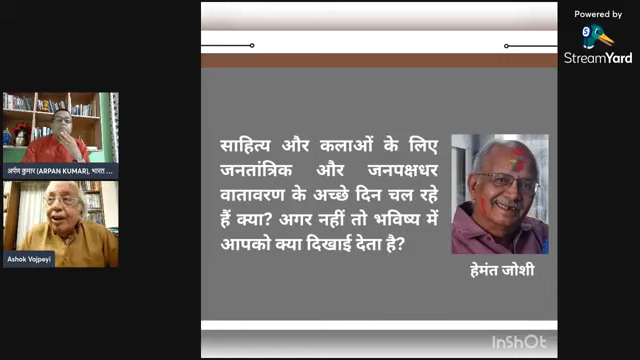 Powered by
StreamYard
साहित्य और कलाओं के लिए
जनतांत्रिक और जनपक्षधर
वातावरण के अच्छे दिन चल रहे
हैं क्या? अगर नहीं तो भविष्य में
आपको क्या दिखाई देता है?
हेमंत जोशी
अर्पण कुमार (ARPAN KUMAR), भारत ...
Ashok Vajpeyi
InShOt